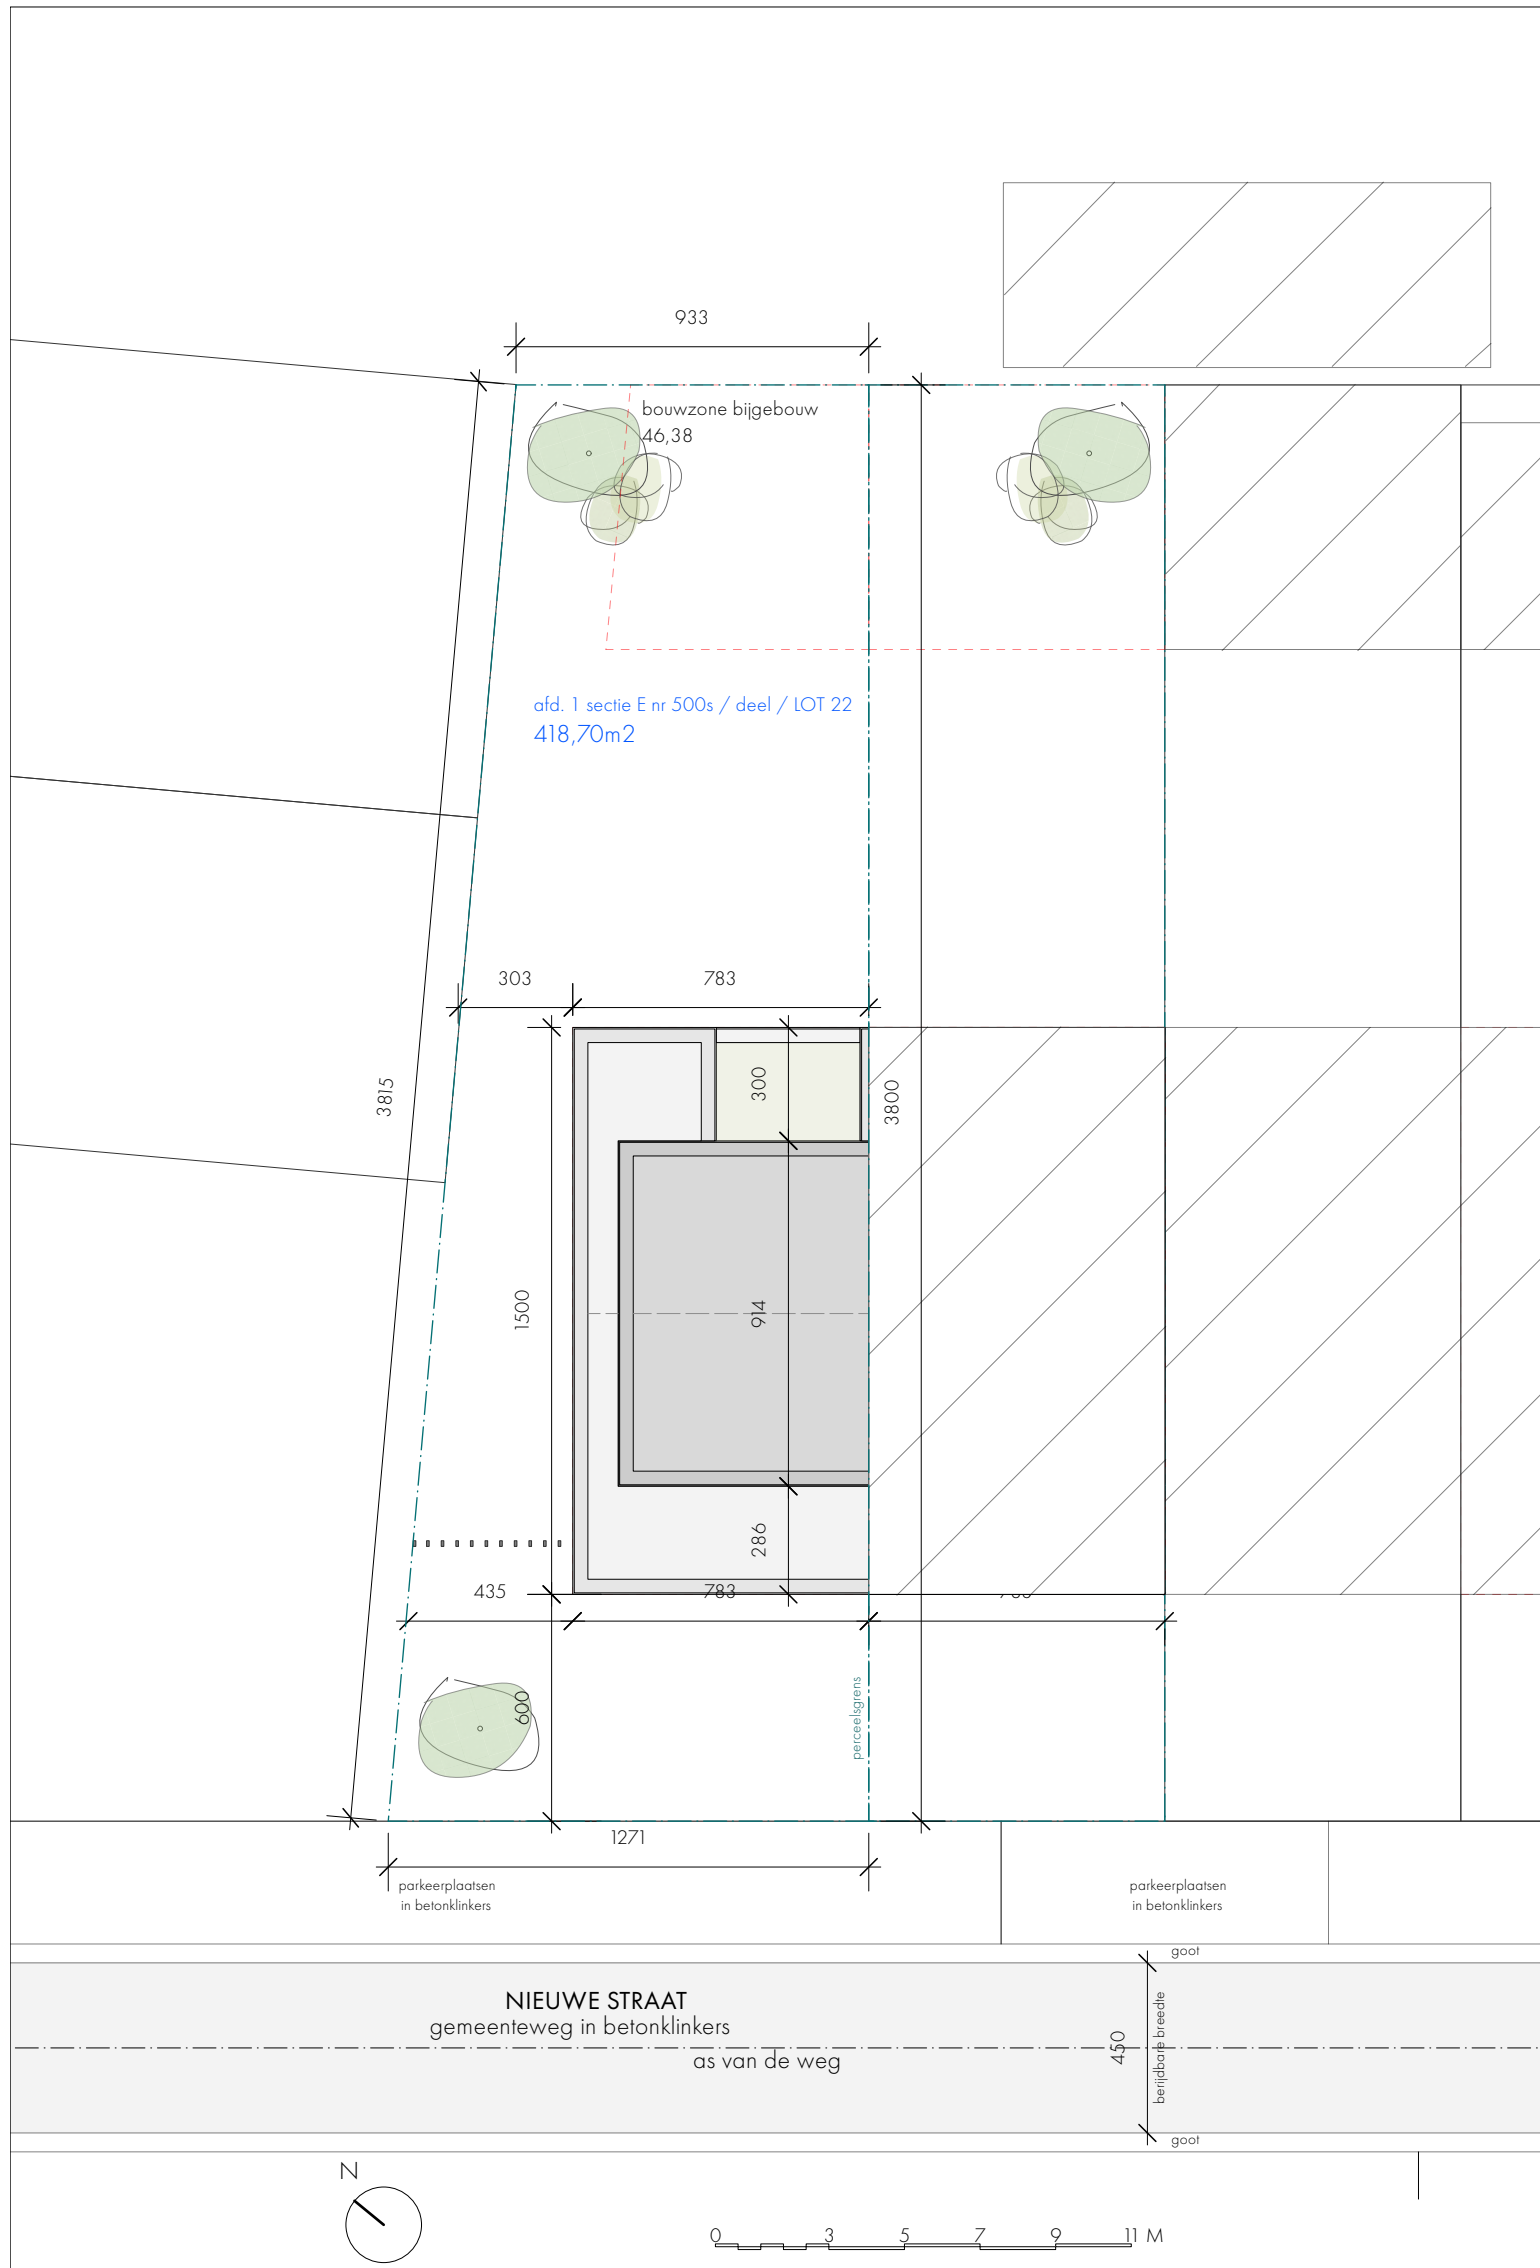 933
bouwzone bijgebouw
46,38
afd. 1 sectie E nr 500s / deel / LOT 22
418,70m2
303
783
3815
300
3800
1500
914
286
435
783
600
perceelsgrens
1271
parkeerplaatsen
in betonklinkers
parkeerplaatsen
in betonklinkers
goot
NIEUWE STRAAT
gemeenteweg in betonklinkers
as van de weg
450
berijdbare breedte
goot
N
0 3 5 7 9 11 M